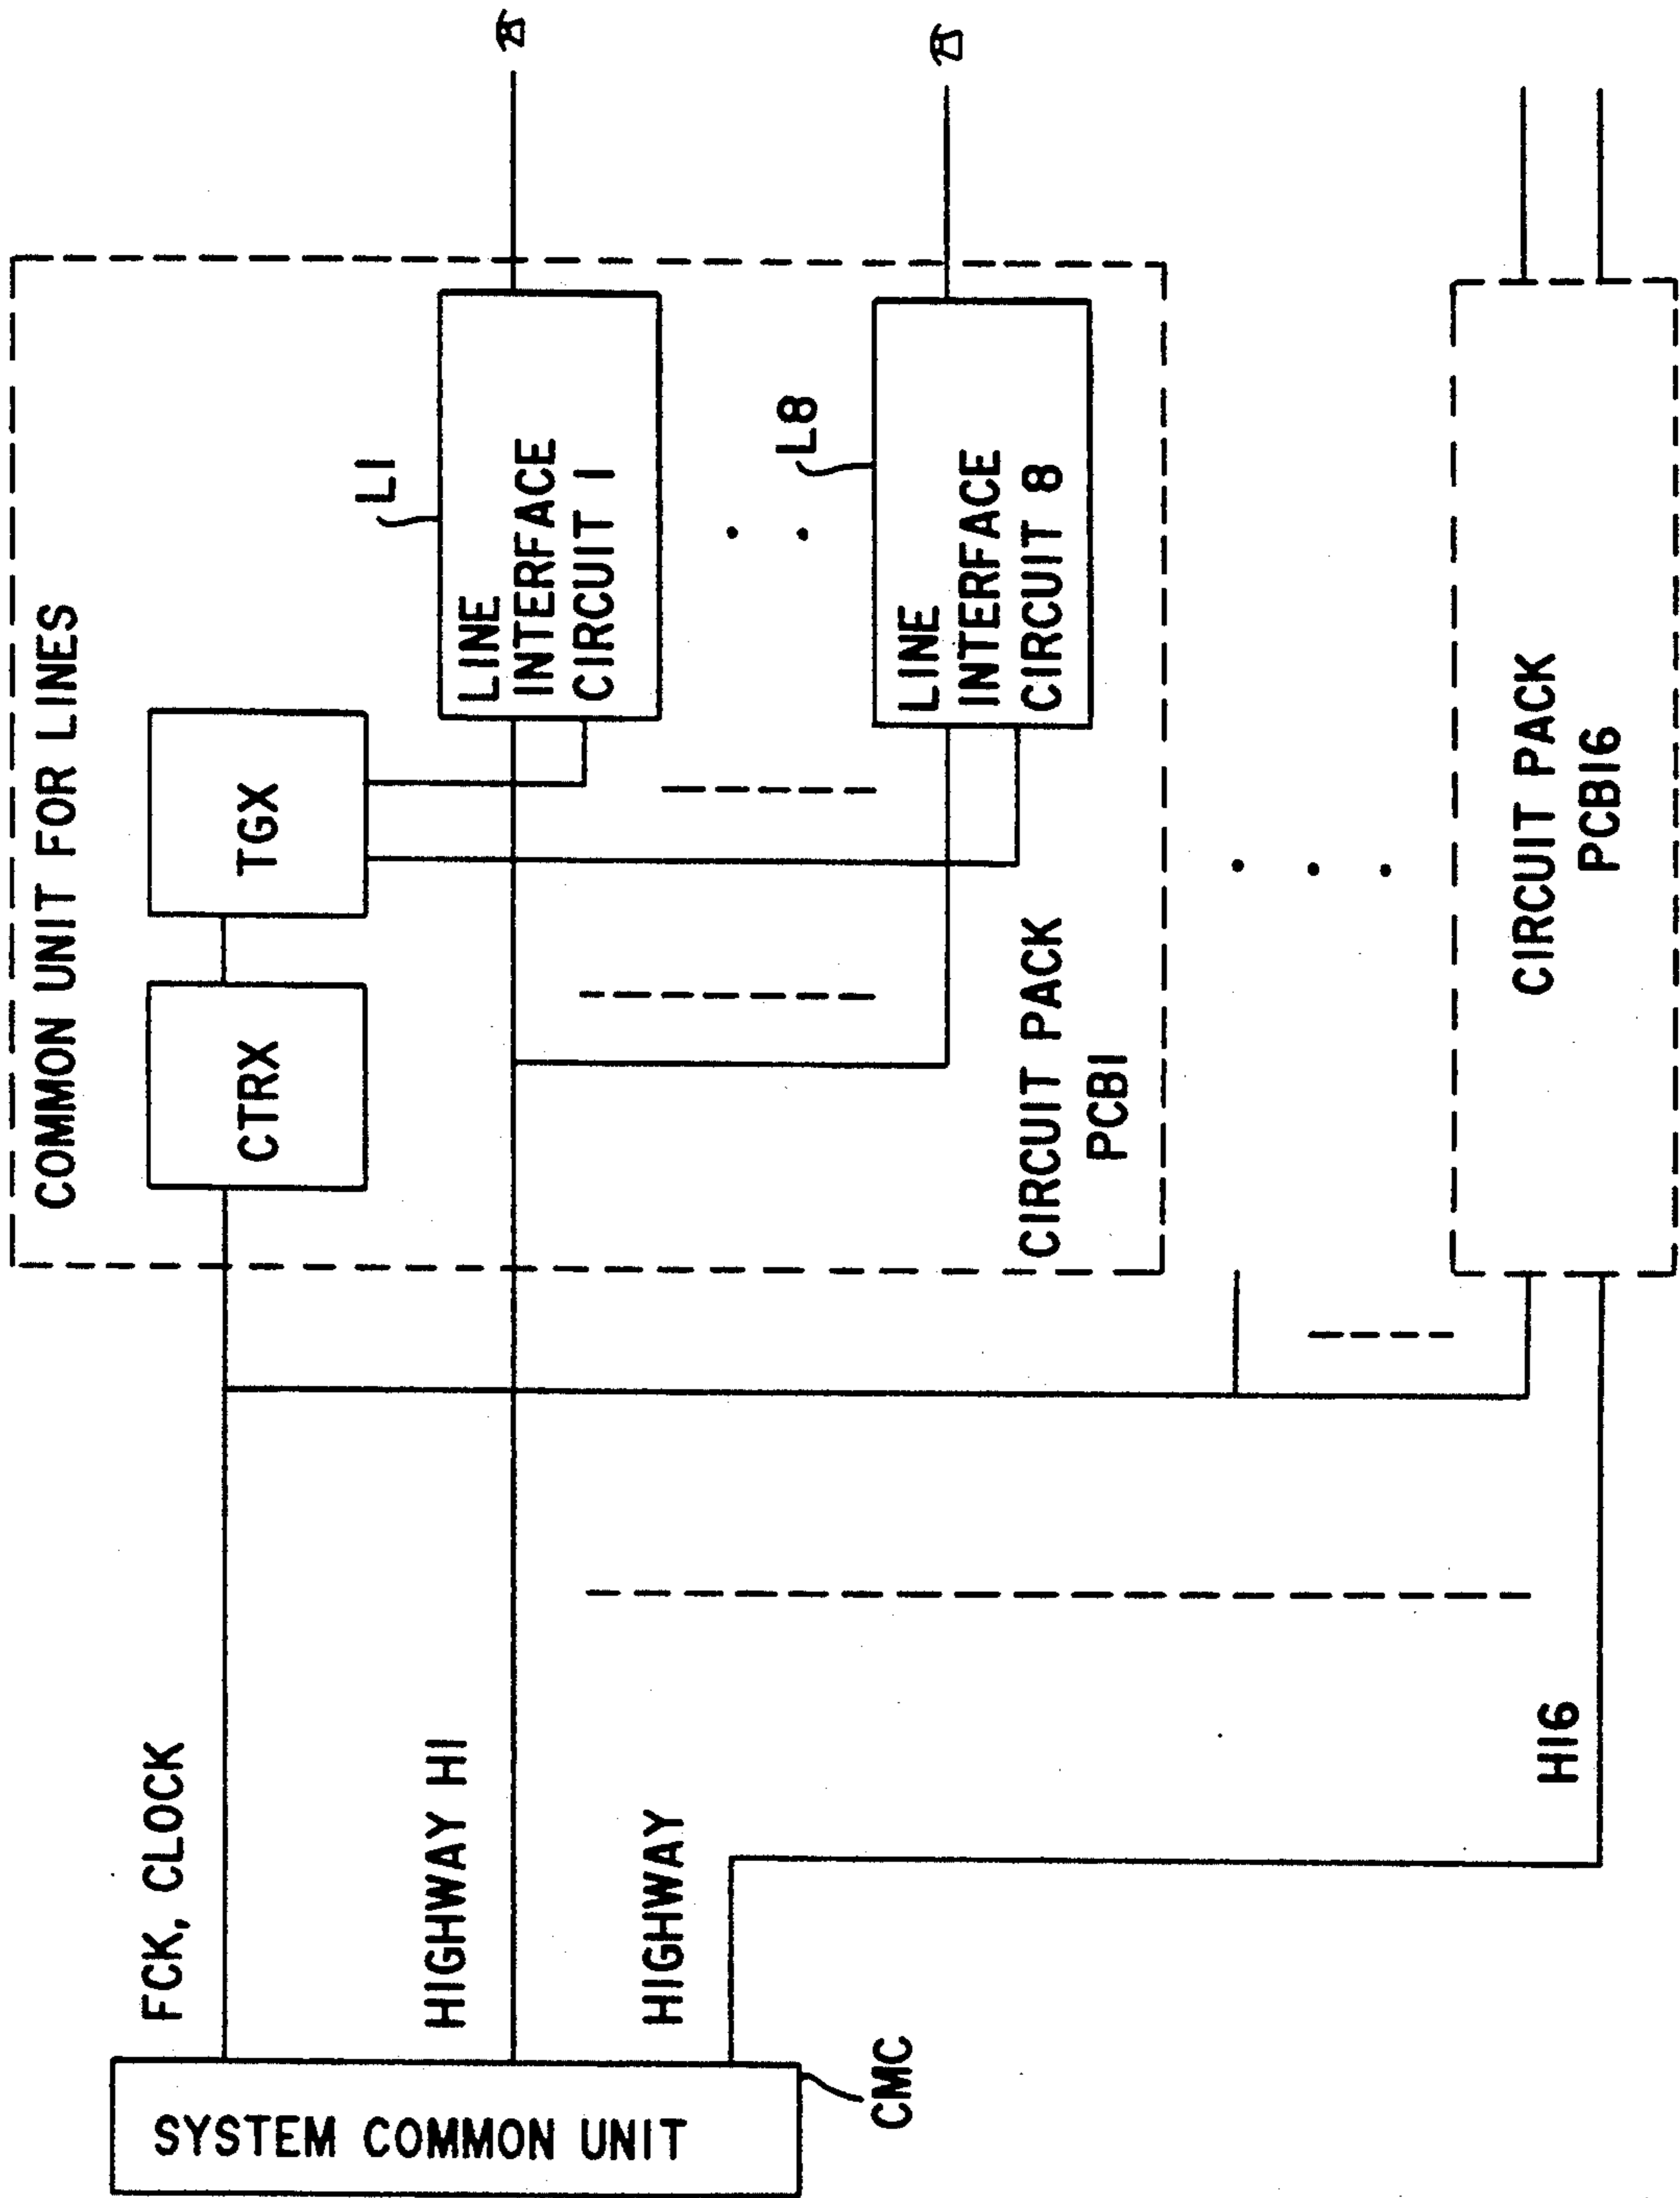 COMMON UNIT FOR LINES
CTRX
TGX
FCK, CLOCK
L1
LINE
INTERFACE
CIRCUIT 1
HIGHWAY H1
HIGHWAY
L8
LINE
INTERFACE
CIRCUIT 8
SYSTEM COMMON UNIT
CMC
CIRCUIT PACK
PCB1
H16
CIRCUIT PACK
PCB16